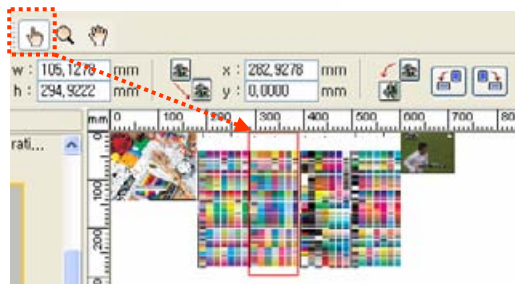 w : 105,1278 mm x : 282,9278 mm
h : 294,9222 mm y : 0,0000 mm
mm 0 100 200 300 400 500 600 700 80
rati... 0
100
200